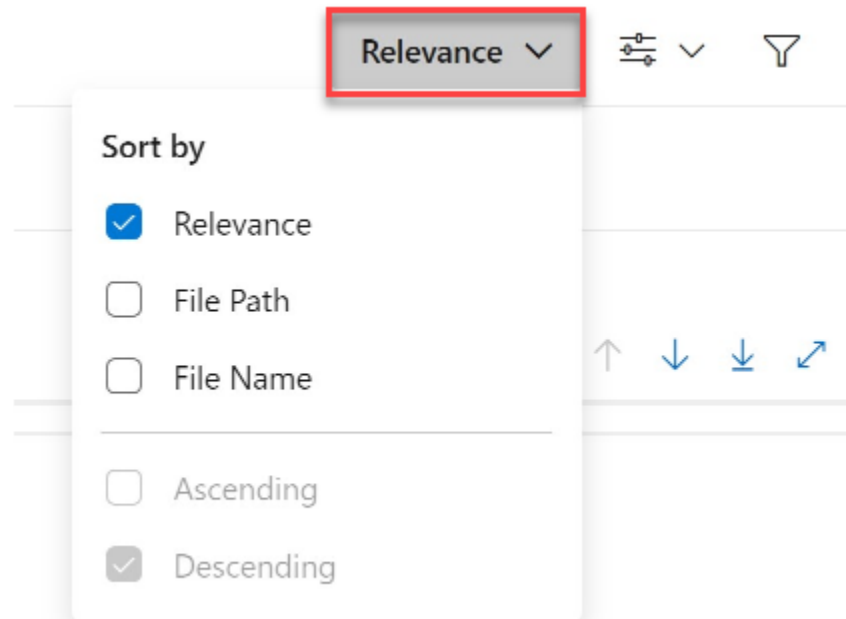 Relevance
Sort by
Relevance
File Path
File Name
Ascending
Descending